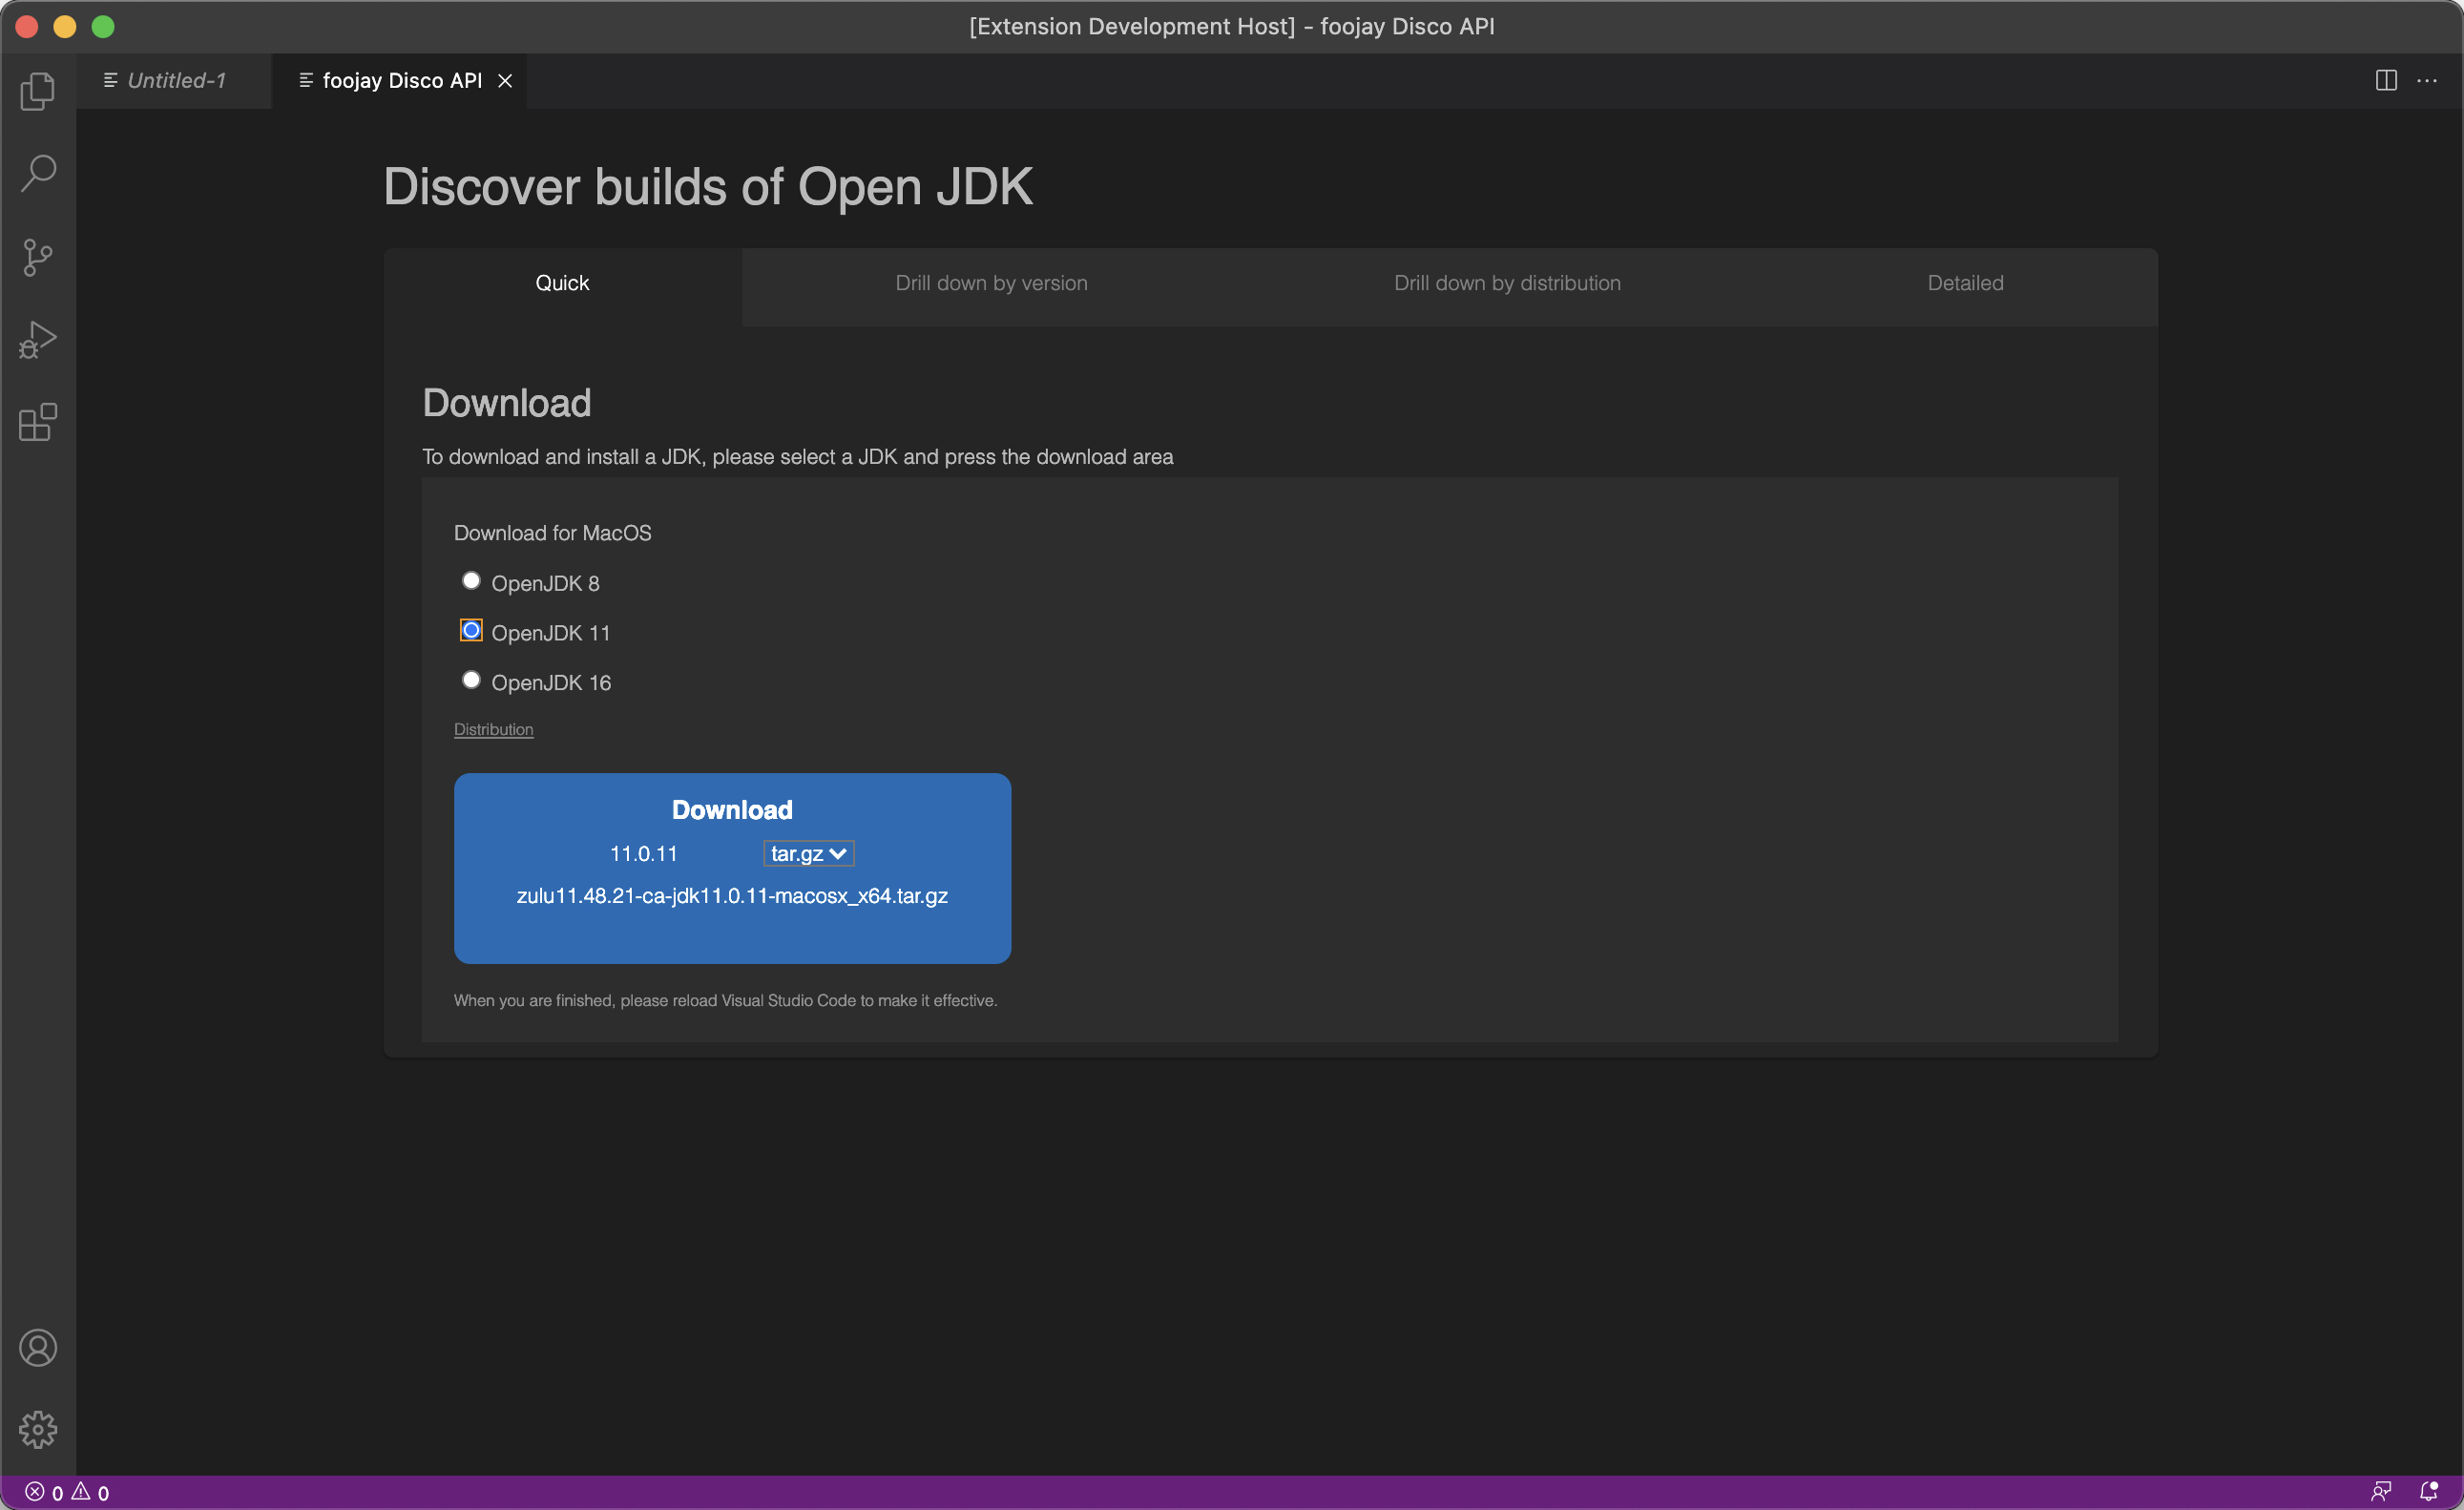 [Extension Development Host] - foojay Disco API
Untitled-1
foojay Disco API
Discover builds of Open JDK
Quick
Drill down by version
Drill down by distribution
Detailed
Download
To download and install a JDK, please select a JDK and press the download area
Download for MacOS
OpenJDK 8
OpenJDK 11
OpenJDK 16
Distribution
Download
11.0.11 tar.gz
zulu11.48.21-ca-jdk11.0.11-macosx_x64.tar.gz
When you are finished, please reload Visual Studio Code to make it effective.
0 0